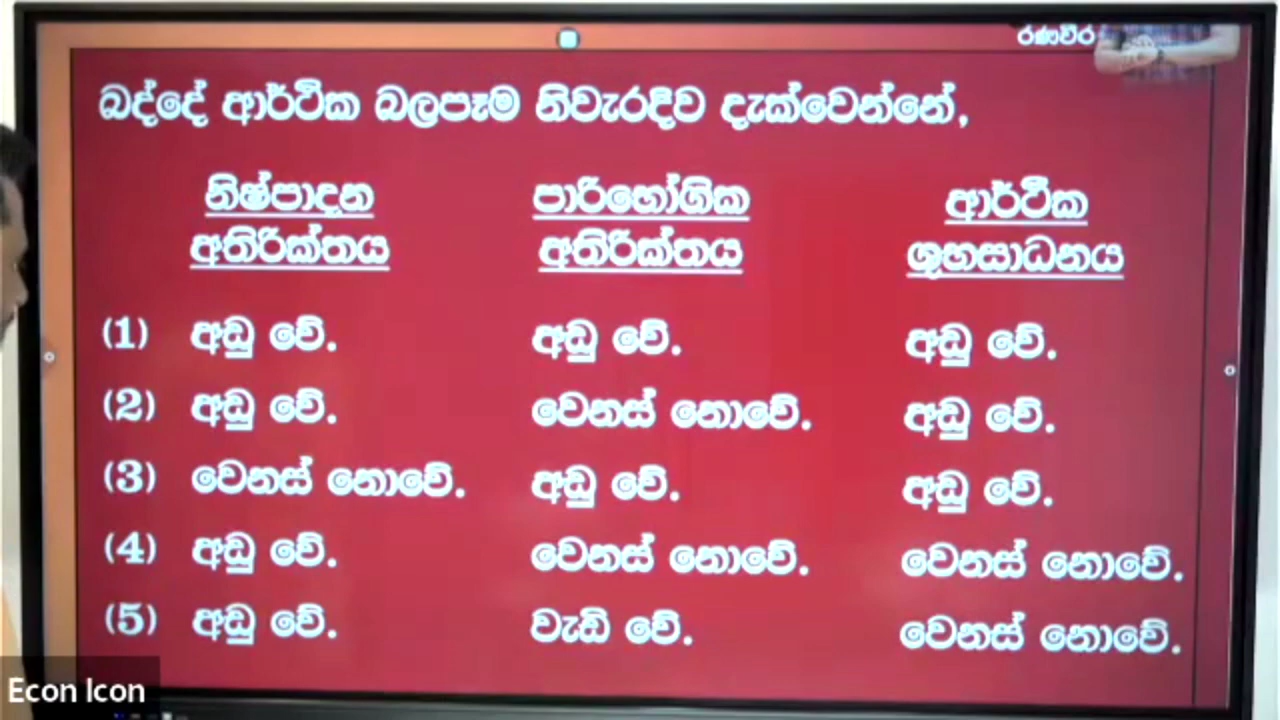 රණවීර
බද්දේ ආර්ථික බලපෑම නිවැරදිව දැක්වෙන්නේ,
නිෂ්පාදන පාරිභෝගික ආර්ථික
අතිරික්තය අතිරික්තය ශුභසාධනය
(1) අඩු වේ. අඩු වේ. අඩු වේ.
(2) අඩු වේ. වෙනස් නොවේ. අඩු වේ.
(3) වෙනස් නොවේ. අඩු වේ. අඩු වේ.
(4) අඩු වේ. වෙනස් නොවේ. වෙනස් නොවේ.
(5) අඩු වේ. වැඩි වේ. වෙනස් නොවේ.
Econ Icon